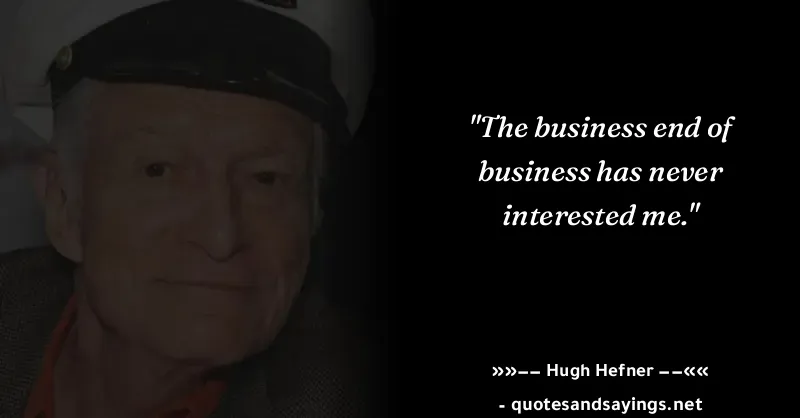 "The business end of
business has never
interested me."
»»−− Hugh Hefner −−««
- quotesandsayings.net